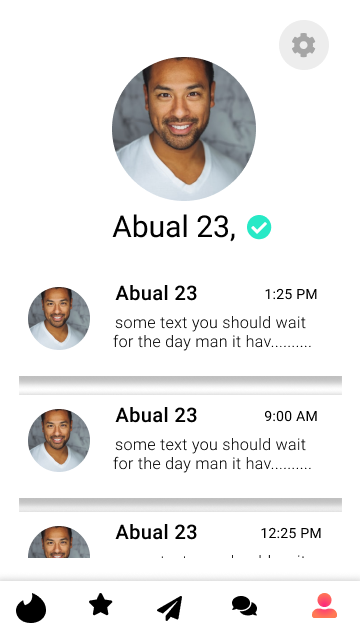 Abual 23,
Abual 23 1:25 PM
some text you should wait
for the day man it hav..........
Abual 23 9:00 AM
some text you should wait
for the day man it hav..........
Abual 23 12:25 PM